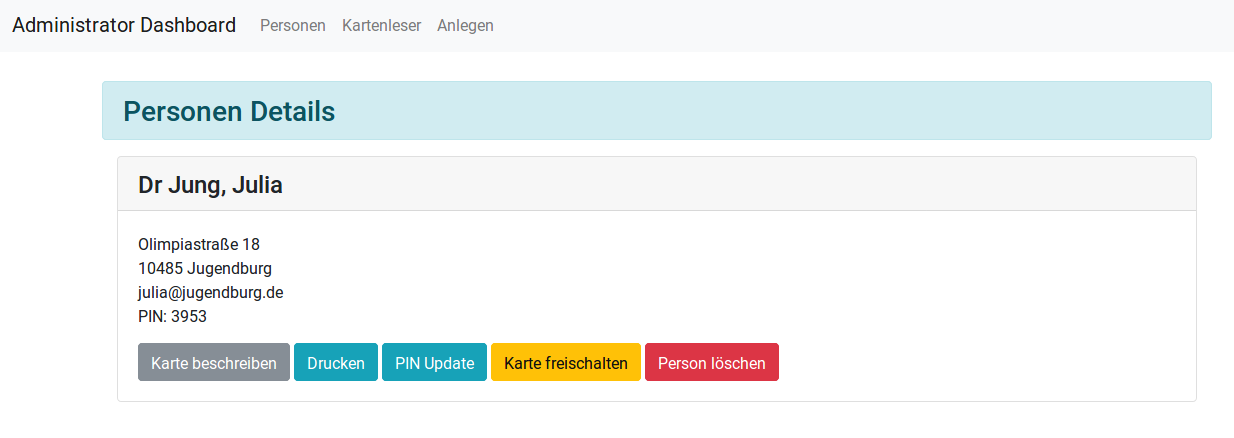 Administrator Dashboard Personen Kartenleser Anlegen
Personen Details
Dr Jung, Julia
Olimpiastraße 18
10485 Jugendburg
julia@jugendburg.de
PIN: 3953
Karte beschreiben Drucken PIN Update Karte freischalten Person löschen